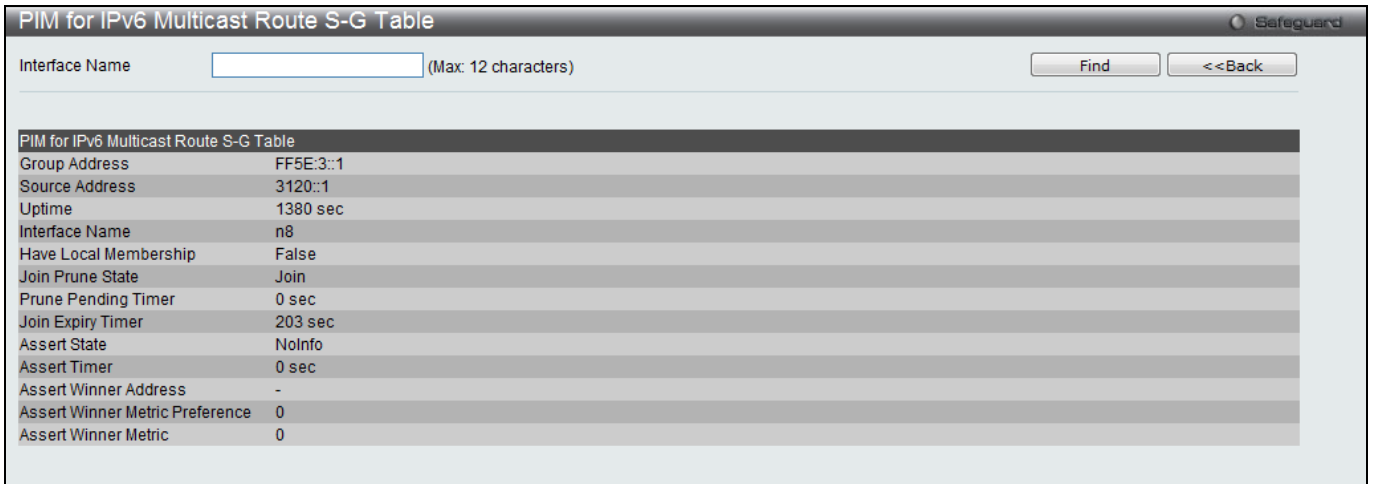 PIM for IPv6 Multicast Route S-G Table Safeguard
Interface Name (Max: 12 characters) Find <<Back
PIM for IPv6 Multicast Route S-G Table
Group Address FF5E:3::1
Source Address 3120::1
Uptime 1380 sec
Interface Name n8
Have Local Membership False
Join Prune State Join
Prune Pending Timer 0 sec
Join Expiry Timer 203 sec
Assert State NoInfo
Assert Timer 0 sec
Assert Winner Address -
Assert Winner Metric Preference 0
Assert Winner Metric 0